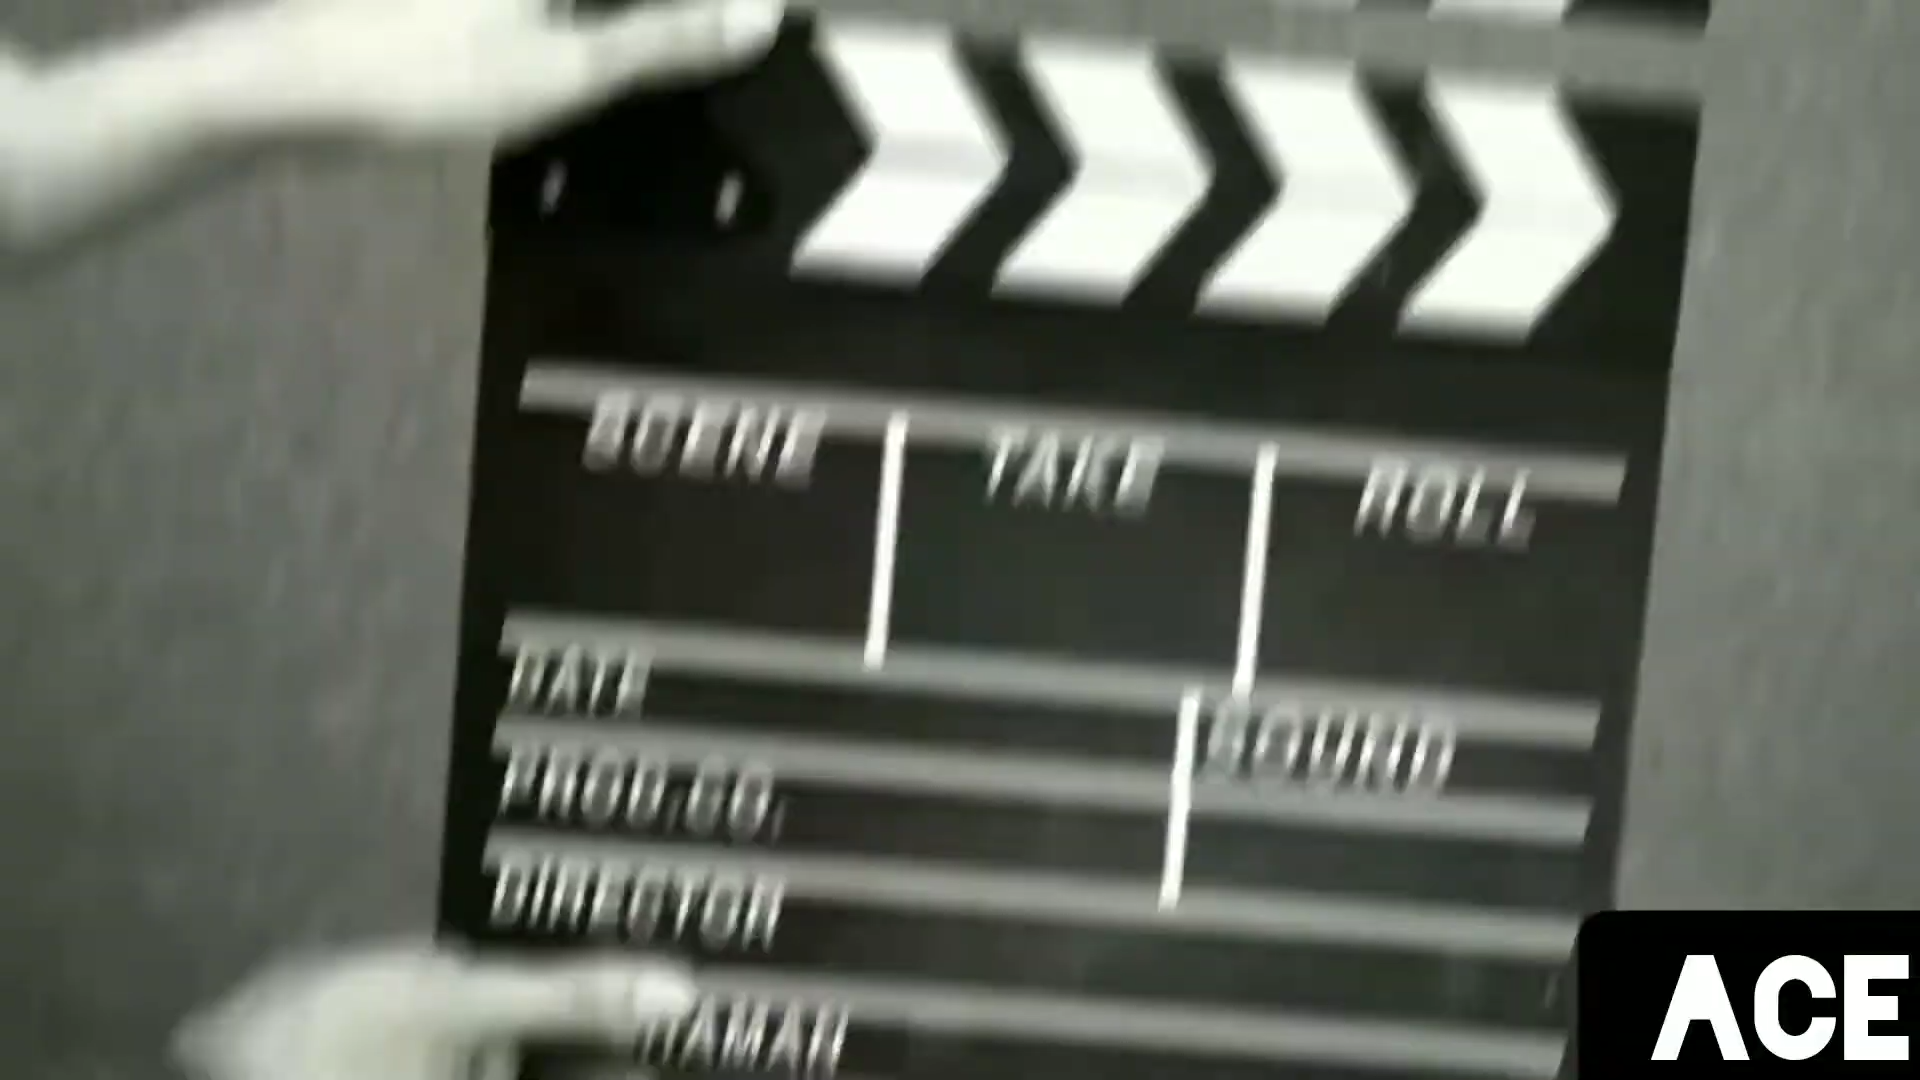 SCENE TAKE ROLL
DATE SOUND
PROD.CO.
DIRECTOR
ACE